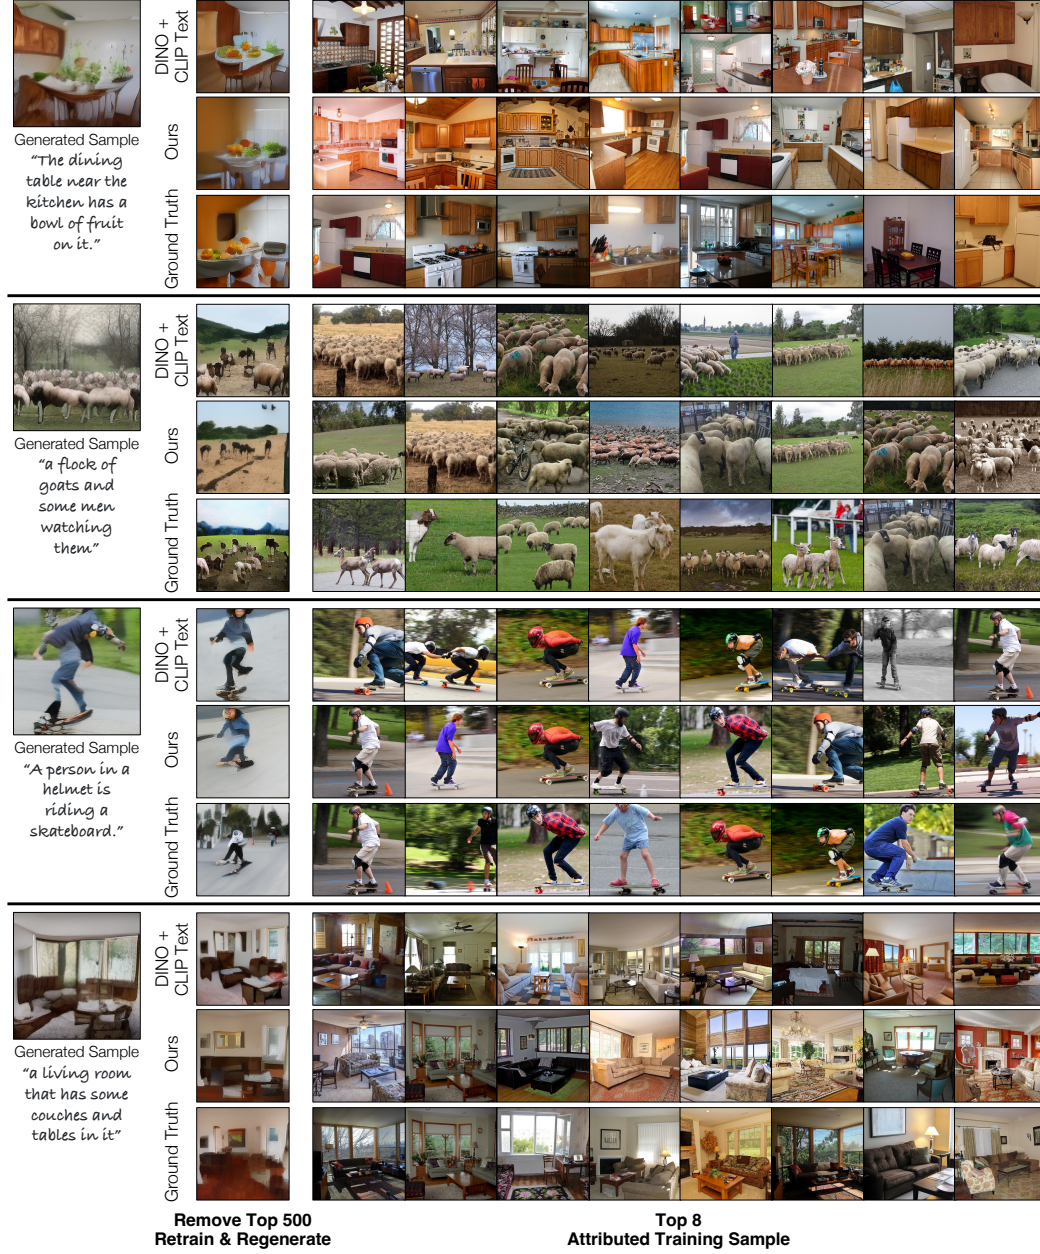 DINO +
CLIP Text
Ours
Ground Truth
Generated Sample
“The dining
table near the
kitchen has a
bowl of fruit
on it.”
DINO +
CLIP Text
Ours
Ground Truth
Generated Sample
“a flock of
goats and
some men
watching
them”
DINO +
CLIP Text
Ours
Ground Truth
Generated Sample
“A person in a
helmet is
riding a
skateboard.”
DINO +
CLIP Text
Ours
Ground Truth
Generated Sample
“a living room
that has some
couches and
tables in it”
Remove Top 500
Retrain & Regenerate
Top 8
Attributed Training Sample